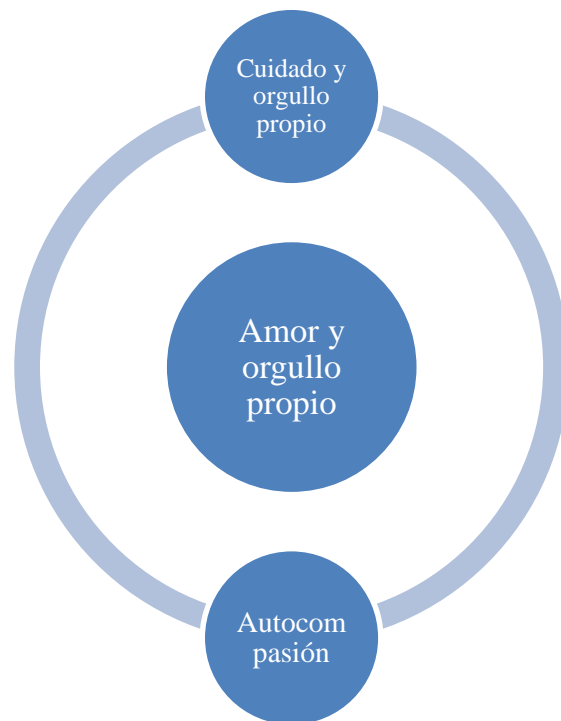 Cuidado y
orgullo
propio
Amor y
orgullo
propio
Autocom
pasión